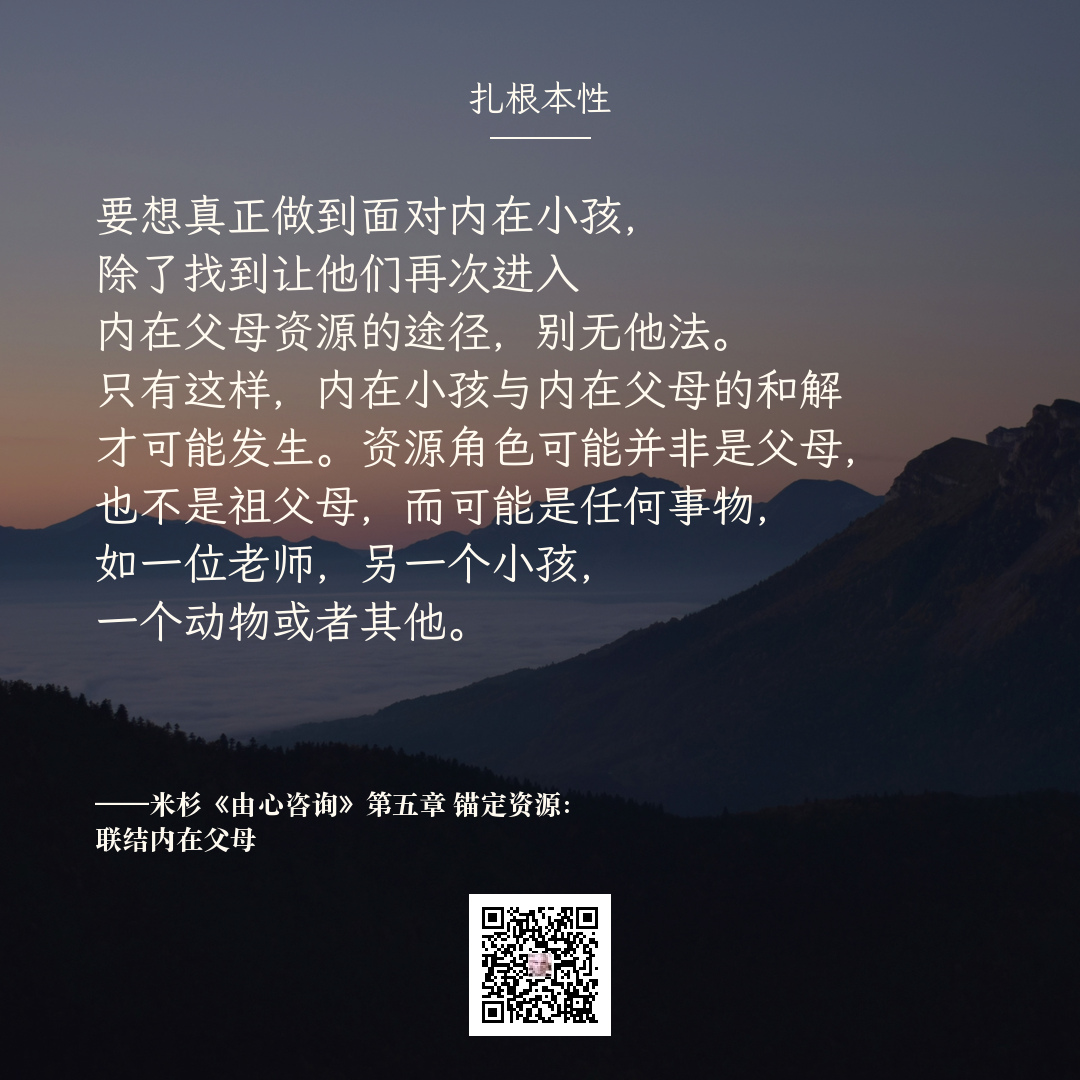 扎根本性
要想真正做到面对内在小孩，
除了找到让他们再次进入
内在父母资源的途径，别无他法。
只有这样，内在小孩与内在父母的和解
才可能发生。资源角色可能并非是父母，
也不是祖父母，而可能是任何事物，
如一位老师，另一个小孩，
一个动物或者其他。
——米杉《由心咨询》第五章 锚定资源：
联结内在父母